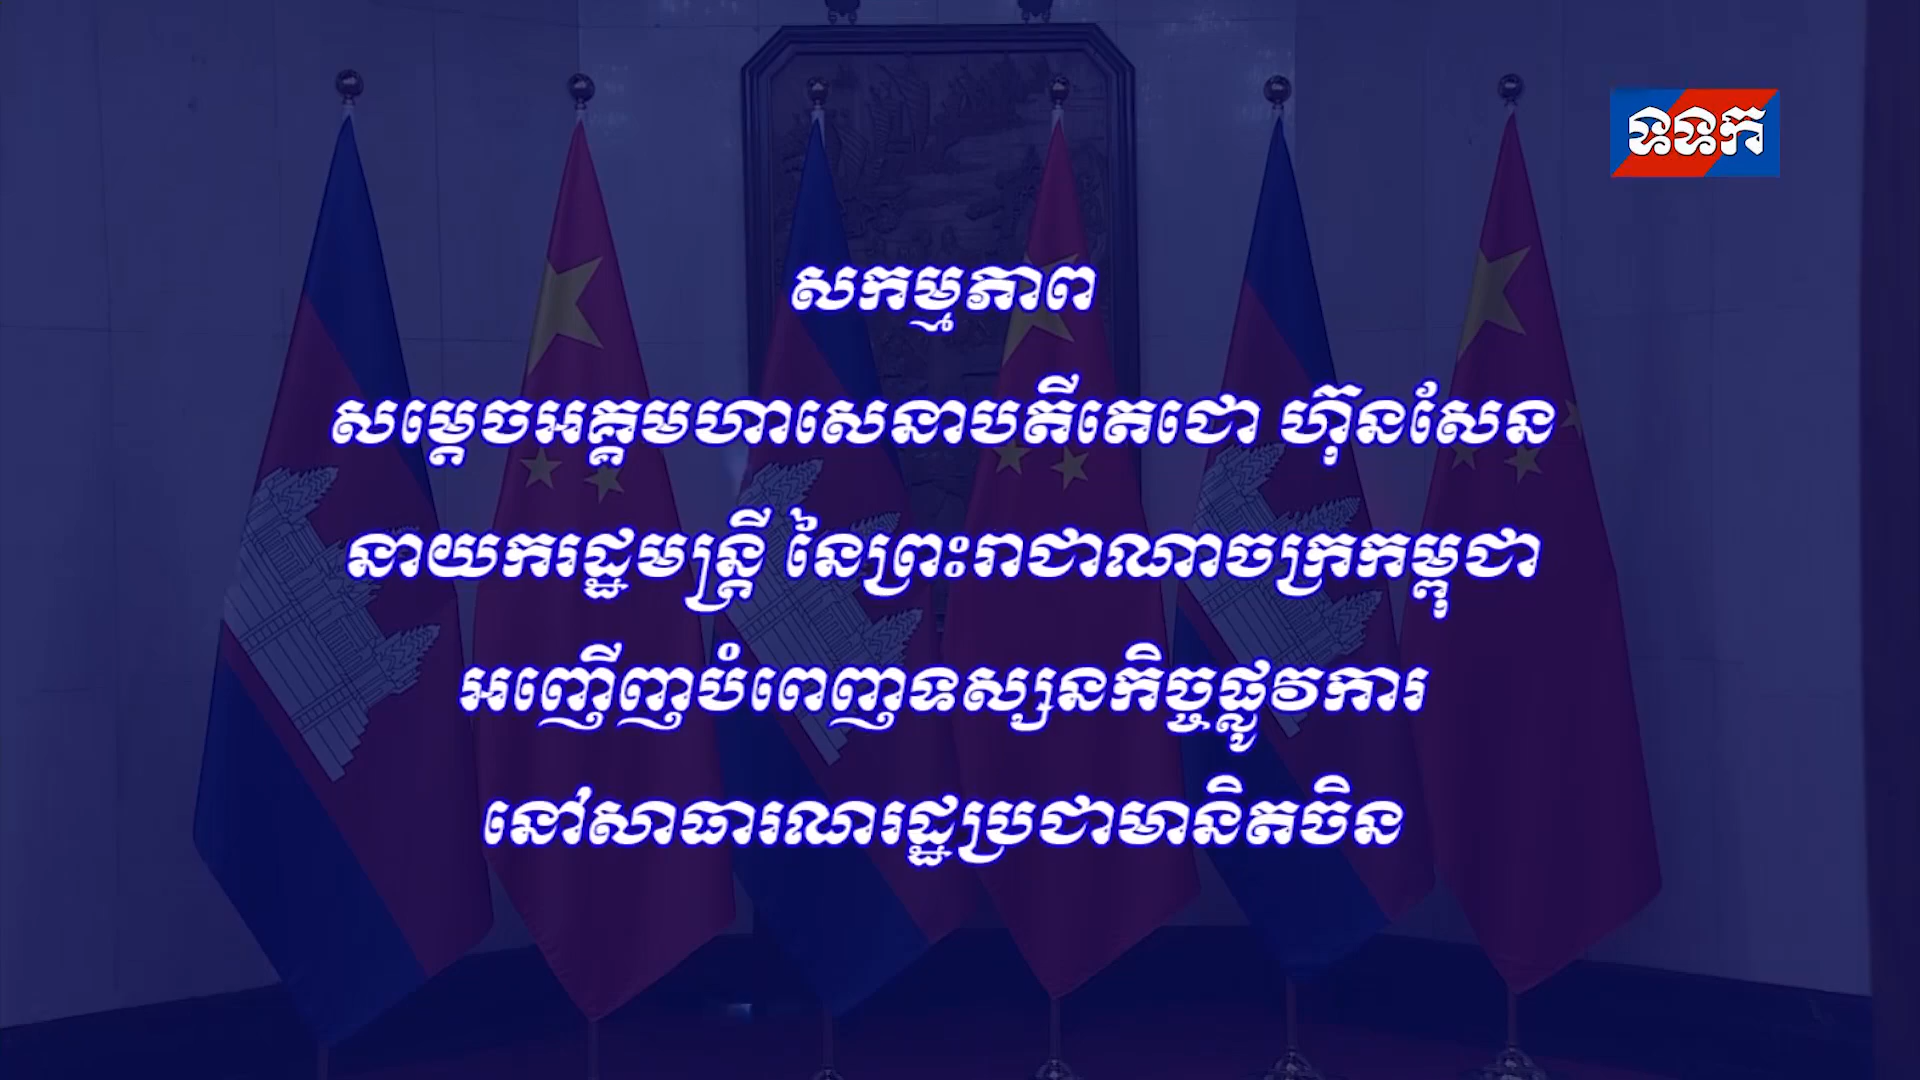 ទទក
សកម្មភាព
សម្ដេចអគ្គមហាសេនាបតីតេជោ ហ៊ុនសែន
នាយករដ្ឋមន្ត្រី នៃព្រះរាជាណាចក្រកម្ពុជា
អញ្ជើញបំពេញទស្សនកិច្ចផ្លូវការ
នៅសាធារណរដ្ឋប្រជាមានិតចិន